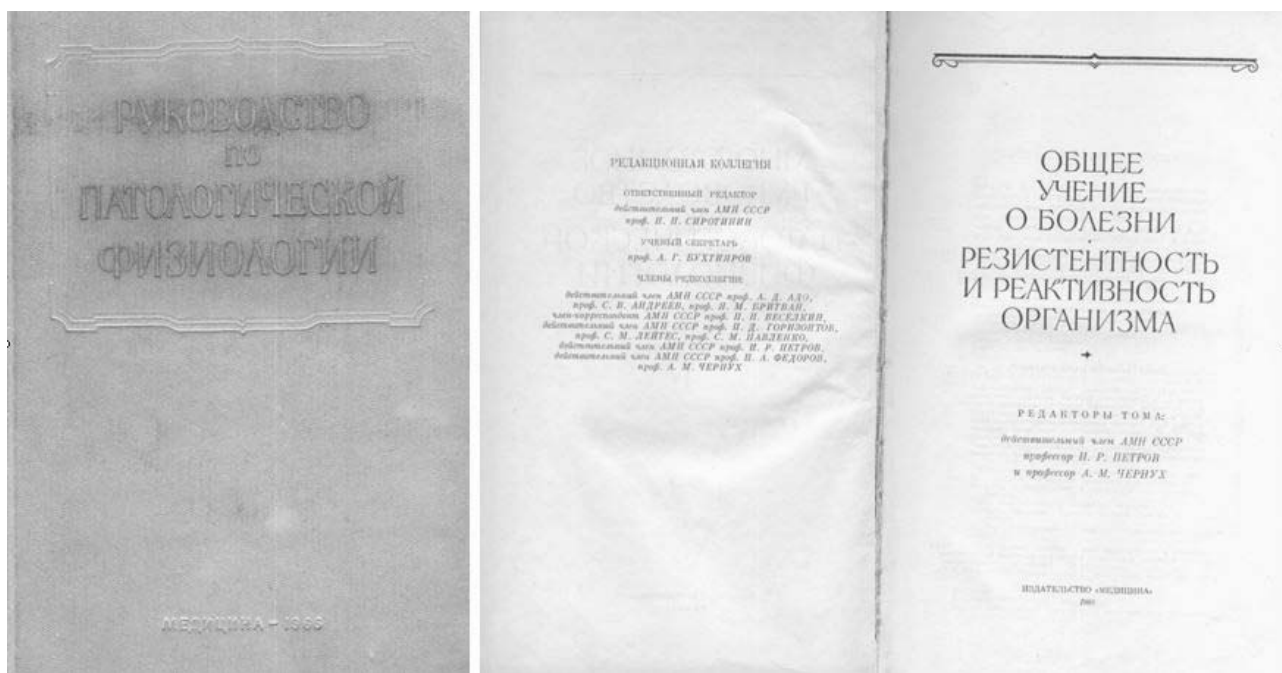 РУКОВОДСТВО
ПО
ПАТОЛОГИЧЕСКОЙ
ФИЗИОЛОГИИ
МЕДИЦИНА – 1966
РЕДАКЦИОННАЯ КОЛЛЕГИЯ
ОТВЕТСТВЕННЫЙ РЕДАКТОР
действительный член АМН СССР
проф. Н. Н. СИРОТИНИН
УЧЕНЫЙ СЕКРЕТАРЬ
проф. А. Г. БУХТИЯРОВ
ЧЛЕНЫ РЕДКОЛЛЕГИИ
действительный член АМН СССР проф. А. Д. АДО,
проф. С. В. АНДРЕЕВ, проф. Я. М. БРИТВАН,
член-корреспондент АМН СССР проф. П. Н. ВЕСЕЛКИН,
действительный член АМН СССР проф. П. Д. ГОРИЗОНТОВ,
проф. С. М. ЛЕЙТЕС, проф. С. М. ПАВЛЕНКО,
действительный член АМН СССР проф. И. Р. ПЕТРОВ,
действительный член АМН СССР проф. Н. А. ФЕДОРОВ,
проф. А. М. ЧЕРНУХ
ОБЩЕЕ
УЧЕНИЕ
О БОЛЕЗНИ
РЕЗИСТЕНТНОСТЬ
И РЕАКТИВНОСТЬ
ОРГАНИЗМА
РЕДАКТОРЫ ТОМА:
действительный член АМН СССР
профессор И. Р. ПЕТРОВ
и профессор А. М. ЧЕРНУХ
ИЗДАТЕЛЬСТВО «МЕДИЦИНА»
1966